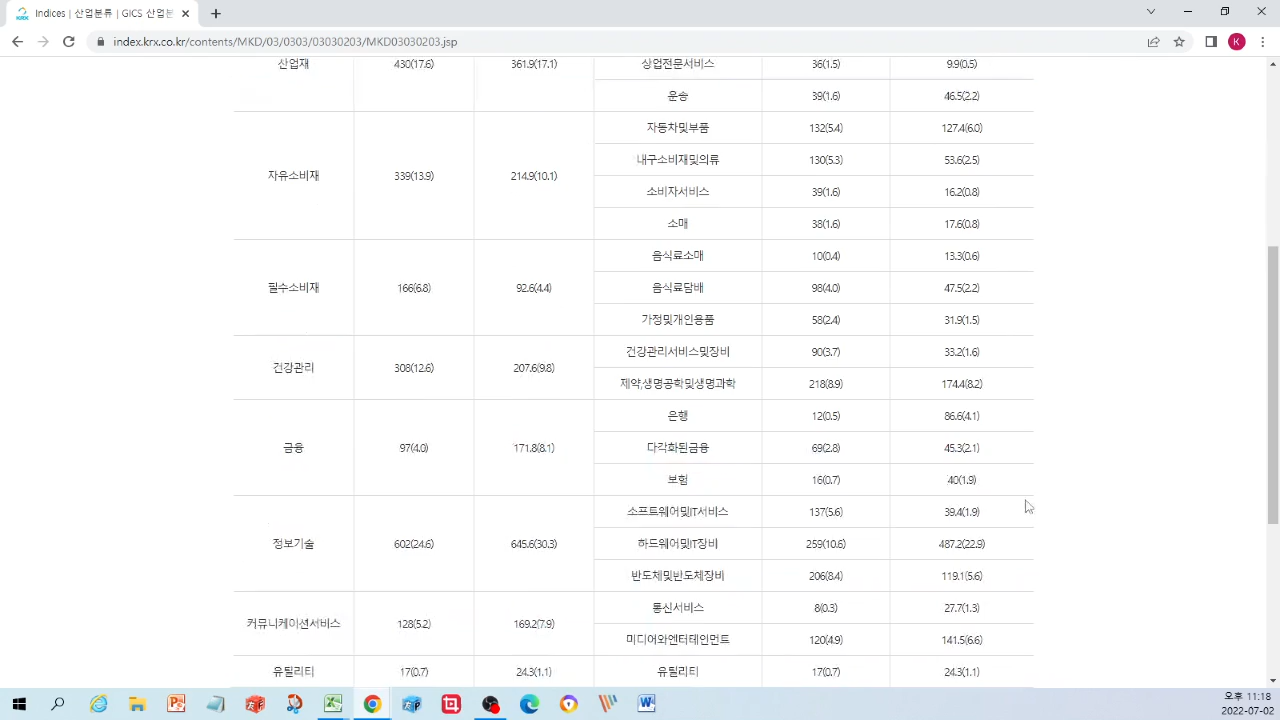 Indices | 산업분류 | GICS 산업분
index.krx.co.kr/contents/MKD/03/0303/03030203/MKD03030203.jsp
K
산업재 430(17.6) 361.9(17.1) 상업전문서비스 36(1.5) 9.9(0.5)
운송 39(1.6) 46.5(2.2)
자동차및부품 132(5.4) 127.4(6.0)
내구소비재및의류 130(5.3) 53.6(2.5)
자유소비재 339(13.9) 214.9(10.1)
소비자서비스 39(1.6) 16.2(0.8)
소매 38(1.6) 17.6(0.8)
음식료소매 10(0.4) 13.3(0.6)
필수소비재 166(6.8) 92.6(4.4) 음식료담배 98(4.0) 47.5(2.2)
가정및개인용품 58(2.4) 31.9(1.5)
건강관리서비스및장비 90(3.7) 33.2(1.6)
건강관리 308(12.6) 207.6(9.8)
제약,생명공학및생명과학 218(8.9) 174.4(8.2)
은행 12(0.5) 86.6(4.1)
금융 97(4.0) 171.8(8.1) 다각화된금융 69(2.8) 45.3(2.1)
보험 16(0.7) 40(1.9)
소프트웨어및IT서비스 137(5.6) 39.4(1.9)
정보기술 602(24.6) 645.6(30.3) 하드웨어및IT장비 259(10.6) 487.2(22.9)
반도체및반도체장비 206(8.4) 119.1(5.6)
통신서비스 8(0.3) 27.7(1.3)
커뮤니케이션서비스 128(5.2) 169.2(7.9)
미디어와엔터테인먼트 120(4.9) 141.5(6.6)
유틸리티 17(0.7) 24.3(1.1) 유틸리티 17(0.7) 24.3(1.1)
오후 11:18
2022-07-02